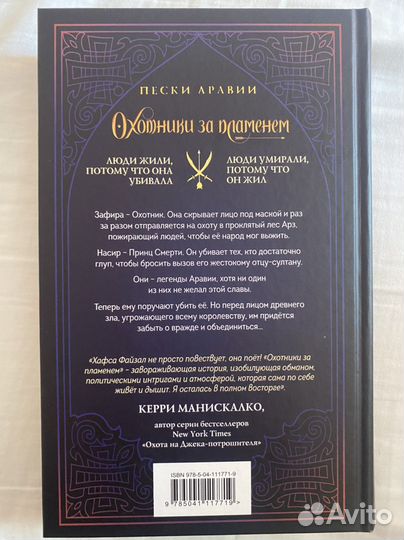 ПЕСКИ АРАВИИ
Охотники за пламенем
ЛЮДИ ЖИЛИ,
ПОТОМУ ЧТО ОНА
УБИВАЛА
ЛЮДИ УМИРАЛИ,
ПОТОМУ ЧТО
ОН ЖИЛ
Зафира – Охотник. Она скрывает лицо под маской и раз
за разом отправляется на охоту в проклятый лес Арз,
пожирающий людей, чтобы её народ мог выжить.
Насир – Принц Смерти. Он убивает тех, кто достаточно
глуп, чтобы бросить вызов его жестокому отцу-султану.
Они – легенды Аравии, хотя ни один
из них не желал этой славы.
Теперь ему поручают убить её. Но перед лицом древнего
зла, угрожающего всему королевству, им придётся
забыть о вражде и объединиться...
«Хафса Файзал не просто повествует, она поёт! «Охотники за
пламенем» – завораживающая история, изобилующая обманом,
политическими интригами и атмосферой, которая сама по себе
живёт и дышит. Я осталась в полном восторге».
КЕРРИ МАНИСКАЛКО,
автор серии бестселлеров
New York Times
«Охота на Джека-потрошителя»
ISBN 978-5-04-111771-9
9 785041 117719 >
Avito